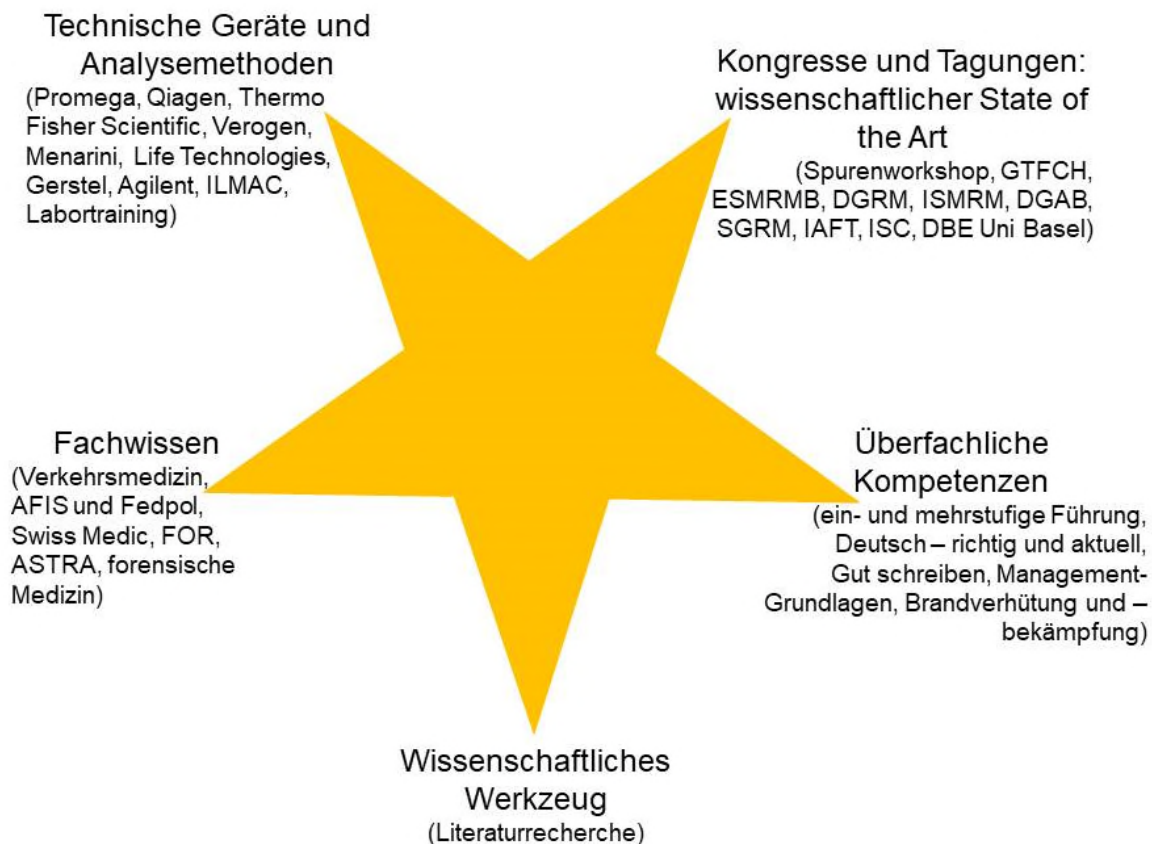 Technische Geräte und
Analysemethoden
(Promega, Qiagen, Thermo
Fisher Scientific, Verogen,
Menarini, Life Technologies,
Gerstel, Agilent, ILMAC,
Labortraining)
Kongresse und Tagungen:
wissenschaftlicher State of
the Art
(Spurenworkshop, GTFCH,
ESMRMB, DGRM, ISMRM, DGAB,
SGRM, IAFT, ISC, DBE Uni Basel)
Fachwissen
(Verkehrsmedizin,
AFIS und Fedpol,
Swiss Medic, FOR,
ASTRA, forensische
Medizin)
Überfachliche
Kompetenzen
(ein- und mehrstufige Führung,
Deutsch – richtig und aktuell,
Gut schreiben, Management-
Grundlagen, Brandverhütung und –
bekämpfung)
Wissenschaftliches
Werkzeug
(Literaturrecherche)